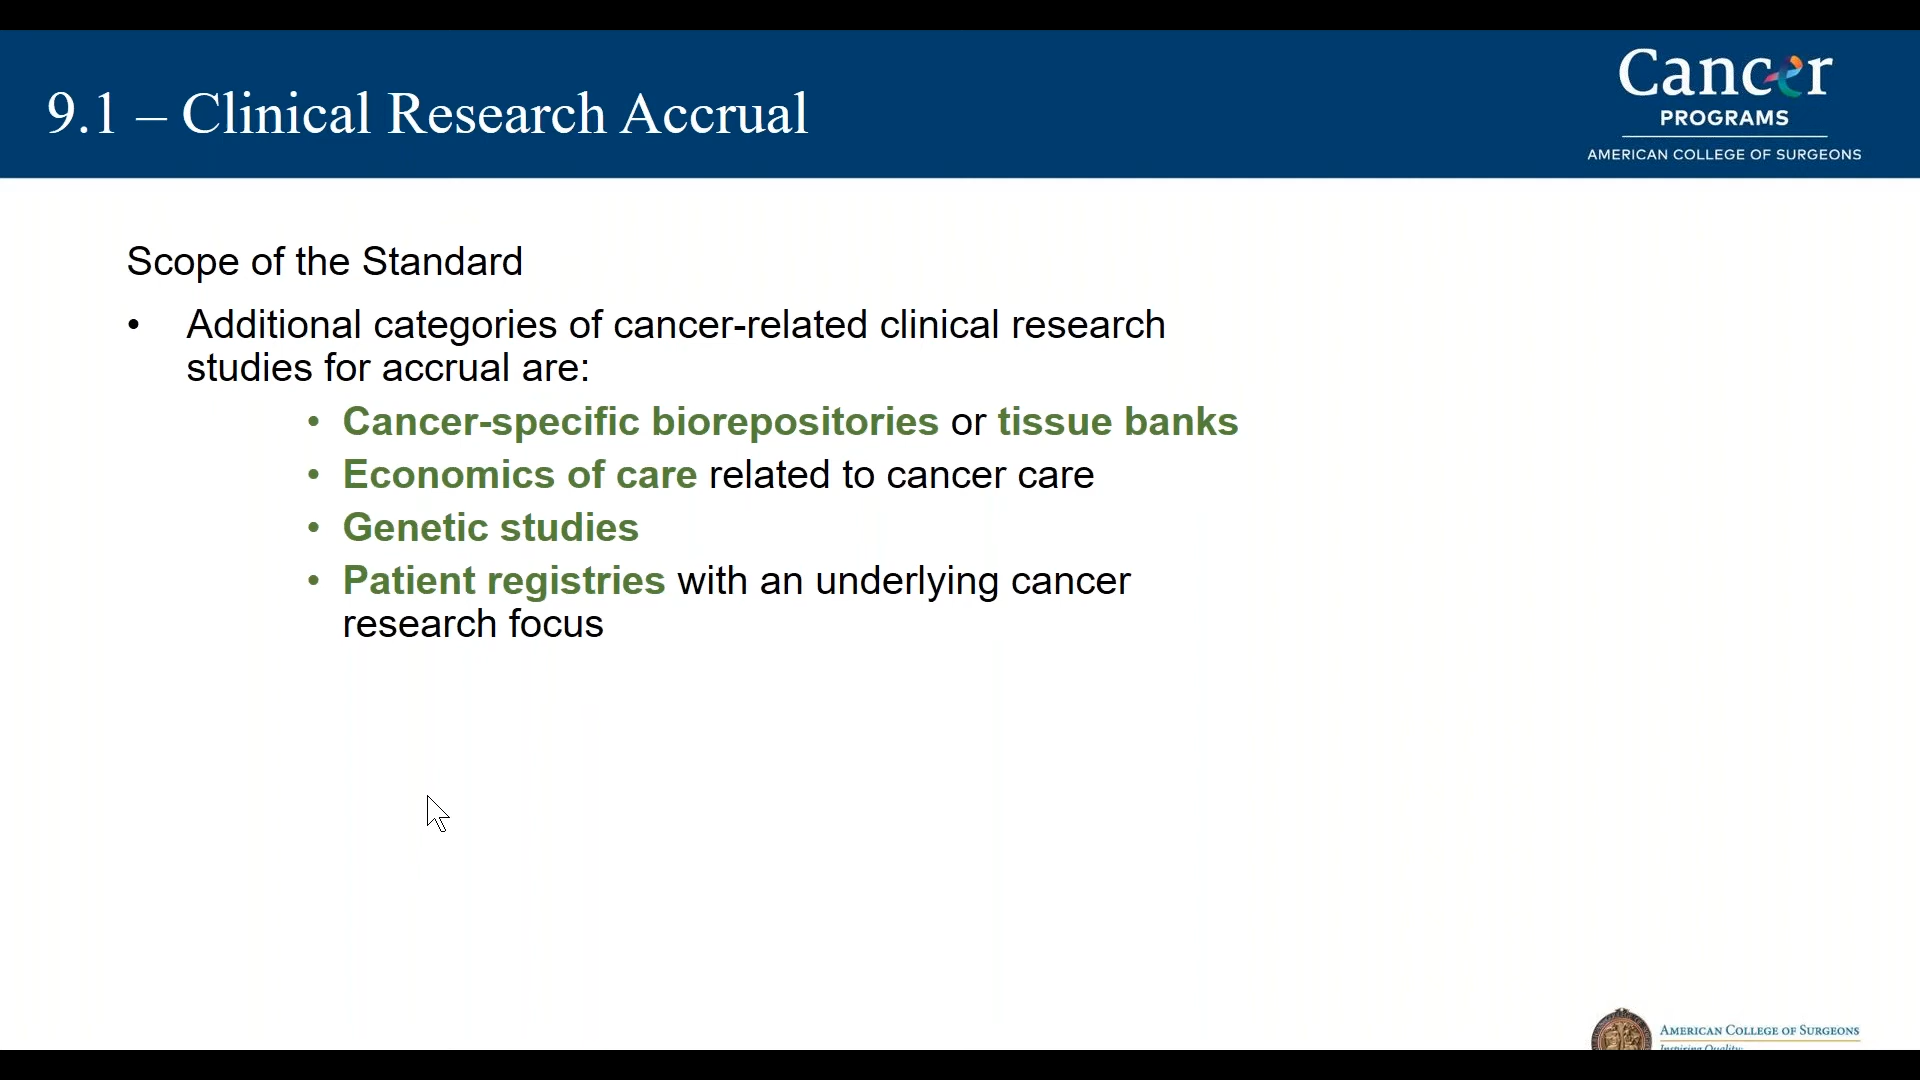 9.1 – Clinical Research Accrual
Cancer
PROGRAMS
AMERICAN COLLEGE OF SURGEONS
Scope of the Standard
• Additional categories of cancer-related clinical research
studies for accrual are:
• Cancer-specific biorepositories or tissue banks
• Economics of care related to cancer care
• Genetic studies
• Patient registries with an underlying cancer
research focus
AMERICAN COLLEGE OF SURGEONS